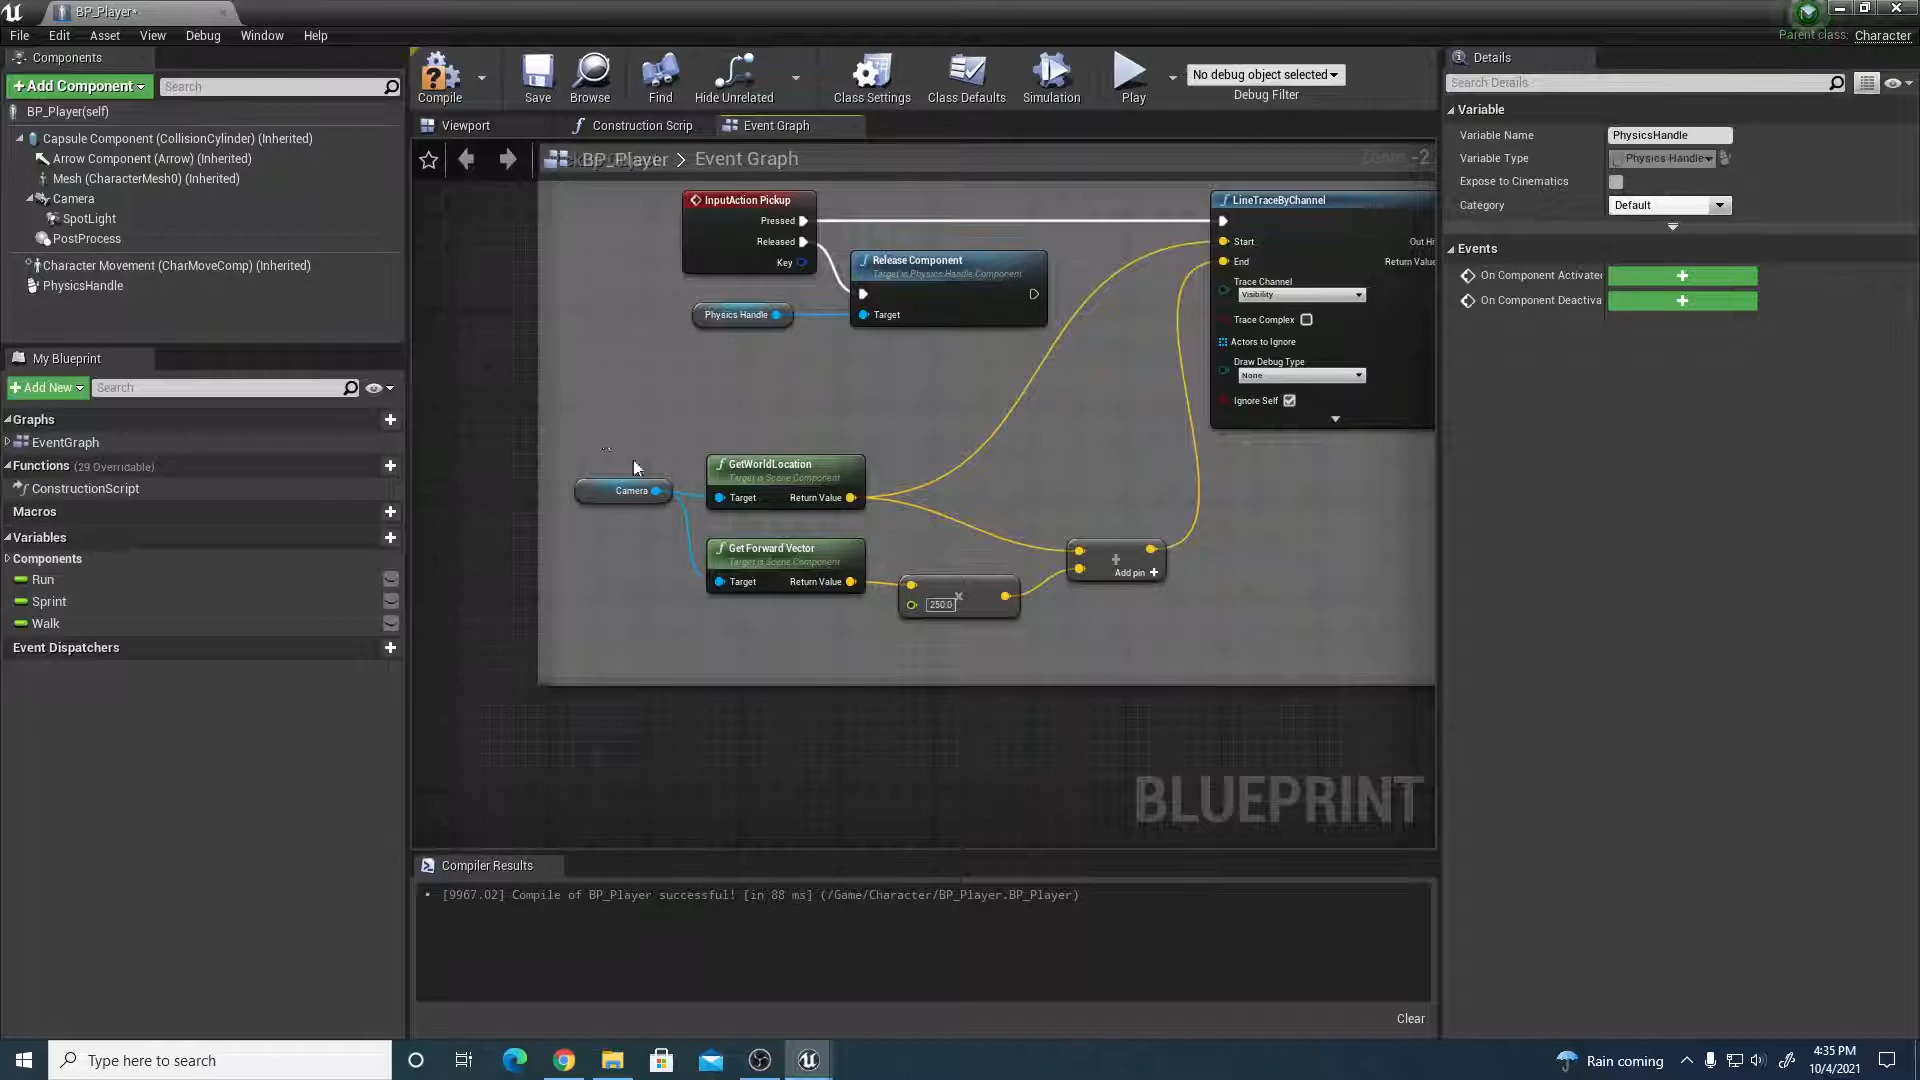 BP_Player*
File Edit Asset View Debug Window Help
Parent class: Character
Components
+Add Component
Search
BP_Player(self)
Capsule Component (CollisionCylinder) (Inherited)
Arrow Component (Arrow) (Inherited)
Mesh (CharacterMesh0) (Inherited)
Camera
SpotLight
PostProcess
Character Movement (CharMoveComp) (Inherited)
PhysicsHandle
My Blueprint
+Add New
Search
Graphs
EventGraph
Functions (29 Overridable)
ConstructionScript
Macros
Variables
Components
Run
Sprint
Walk
Event Dispatchers
Compile
Save
Browse
Find
Hide Unrelated
Class Settings
Class Defaults
Simulation
Play
No debug object selected
Debug Filter
Viewport
Construction Scrip
Event Graph
BP_Player > Event Graph
Zoom -2
InputAction Pickup
Pressed
Released
Key
Release Component
Target is Physics Handle Component
Target
Physics Handle
LineTraceByChannel
Start
Out Hi
End
Return Value
Trace Channel
Visibility
Trace Complex
Actors to Ignore
Draw Debug Type
None
Ignore Self
Camera
GetWorldLocation
Target is Scene Component
Target Return Value
Get Forward Vector
Target is Scene Component
Target Return Value
250.0
Add pin +
BLUEPRINT
Compiler Results
[9967.02] Compile of BP_Player successful! [in 88 ms] (/Game/Character/BP_Player.BP_Player)
Clear
Details
Search Details
Variable
Variable Name PhysicsHandle
Variable Type Physics Handle
Expose to Cinematics
Category Default
Events
On Component Activate
On Component Deactiva
Type here to search
Rain coming
4:35 PM
10/4/2021